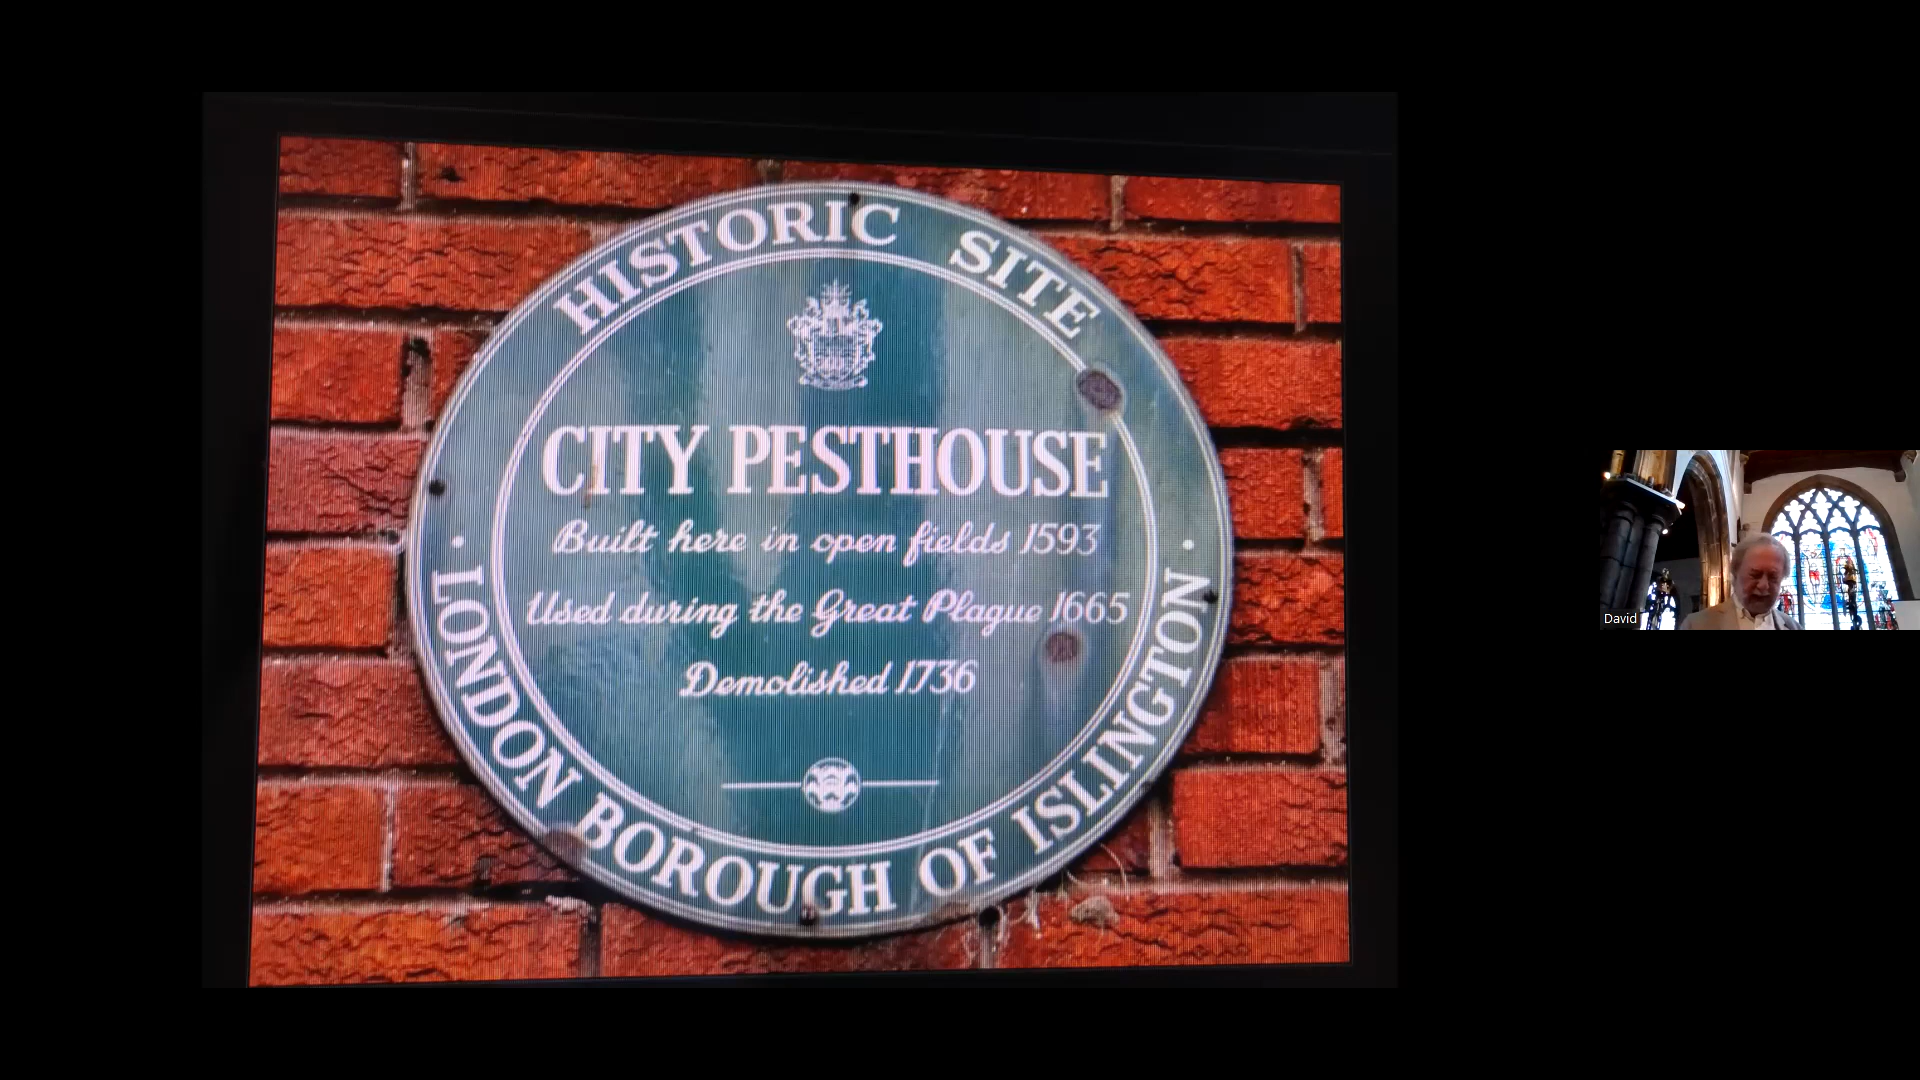 HISTORIC SITE
CITY PESTHOUSE
Built here in open fields 1593
Used during the Great Plague 1665
Demolished 1736
LONDON BOROUGH OF ISLINGTON
David